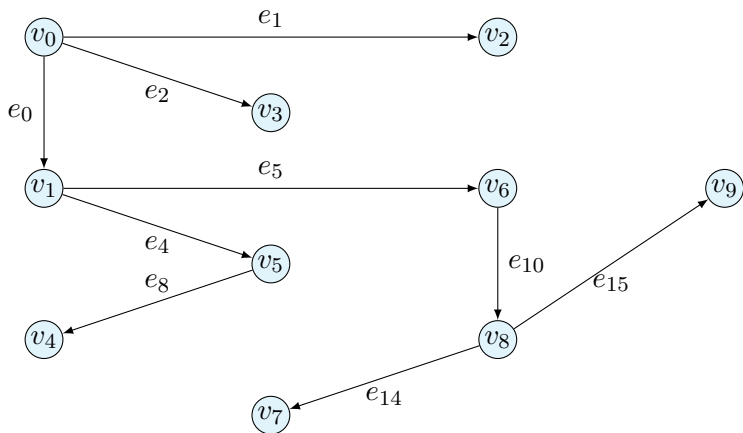 e₁
v₀
v₂
e₂
v₃
e₀
e₅
v₁
v₆
v₉
e₄
v₅
e₈
e₁₀
e₁₅
v₄
v₈
e₁₄
v₇